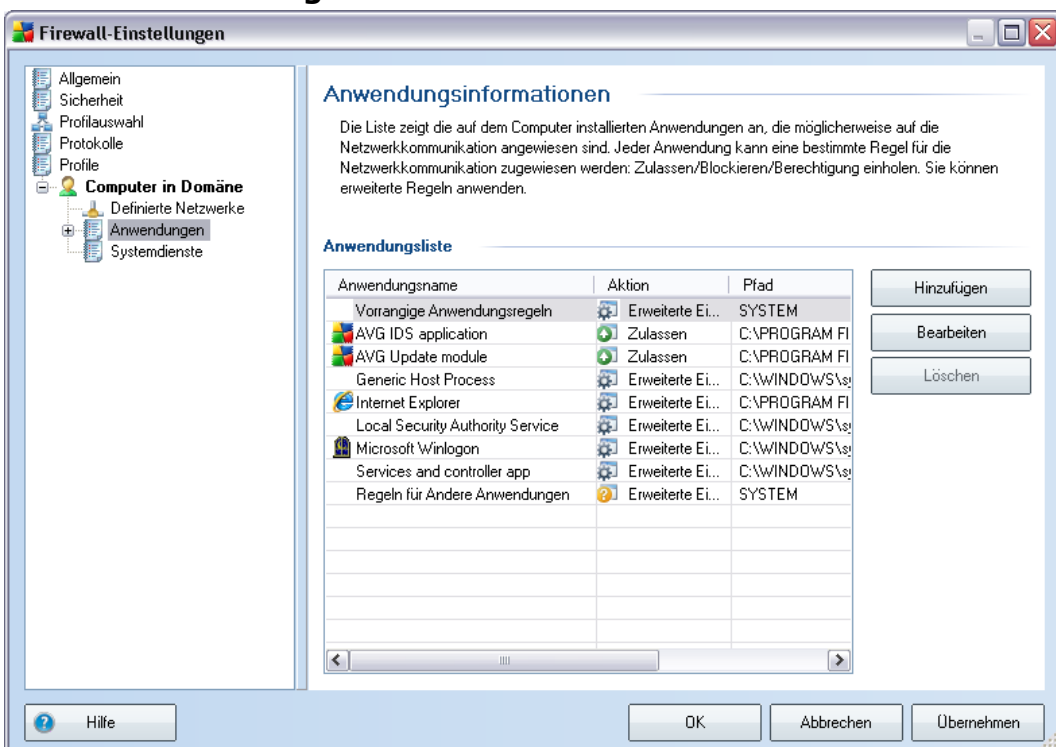 Firewall-Einstellungen
Allgemein
Sicherheit
Profilauswahl
Protokolle
Profile
Computer in Domäne
Definierte Netzwerke
Anwendungen
Systemdienste
Anwendungsinformationen
Die Liste zeigt die auf dem Computer installierten Anwendungen an, die möglicherweise auf die
Netzwerkkommunikation angewiesen sind. Jeder Anwendung kann eine bestimmte Regel für die
Netzwerkkommunikation zugewiesen werden: Zulassen/Blockieren/Berechtigung einholen. Sie können
erweiterte Regeln anwenden.
Anwendungsliste
Anwendungsname Aktion Pfad
Vorrangige Anwendungsregeln Erweiterte Ei... SYSTEM
AVG IDS application Zulassen C:\PROGRAM FI
AVG Update module Zulassen C:\PROGRAM FI
Generic Host Process Erweiterte Ei... C:\WINDOWS\sy
Internet Explorer Erweiterte Ei... C:\PROGRAM FI
Local Security Authority Service Erweiterte Ei... C:\WINDOWS\sy
Microsoft Winlogon Erweiterte Ei... C:\WINDOWS\sy
Services and controller app Erweiterte Ei... C:\WINDOWS\sy
Regeln für Andere Anwendungen Erweiterte Ei... SYSTEM
Hinzufügen
Bearbeiten
Löschen
Hilfe
OK
Abbrechen
Übernehmen